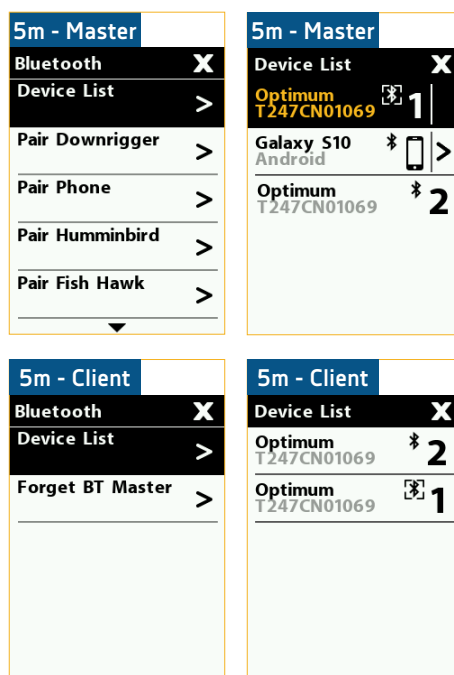 5m - Master
Bluetooth X
Device List >
Pair Downrigger >
Pair Phone >
Pair Humminbird >
Pair Fish Hawk >
5m - Master
Device List X
Optimum 1
T247CN01069
Galaxy S10 >
Android
Optimum 2
T247CN01069
5m - Client
Bluetooth X
Device List >
Forget BT Master >
5m - Client
Device List X
Optimum 2
T247CN01069
Optimum 1
T247CN01069